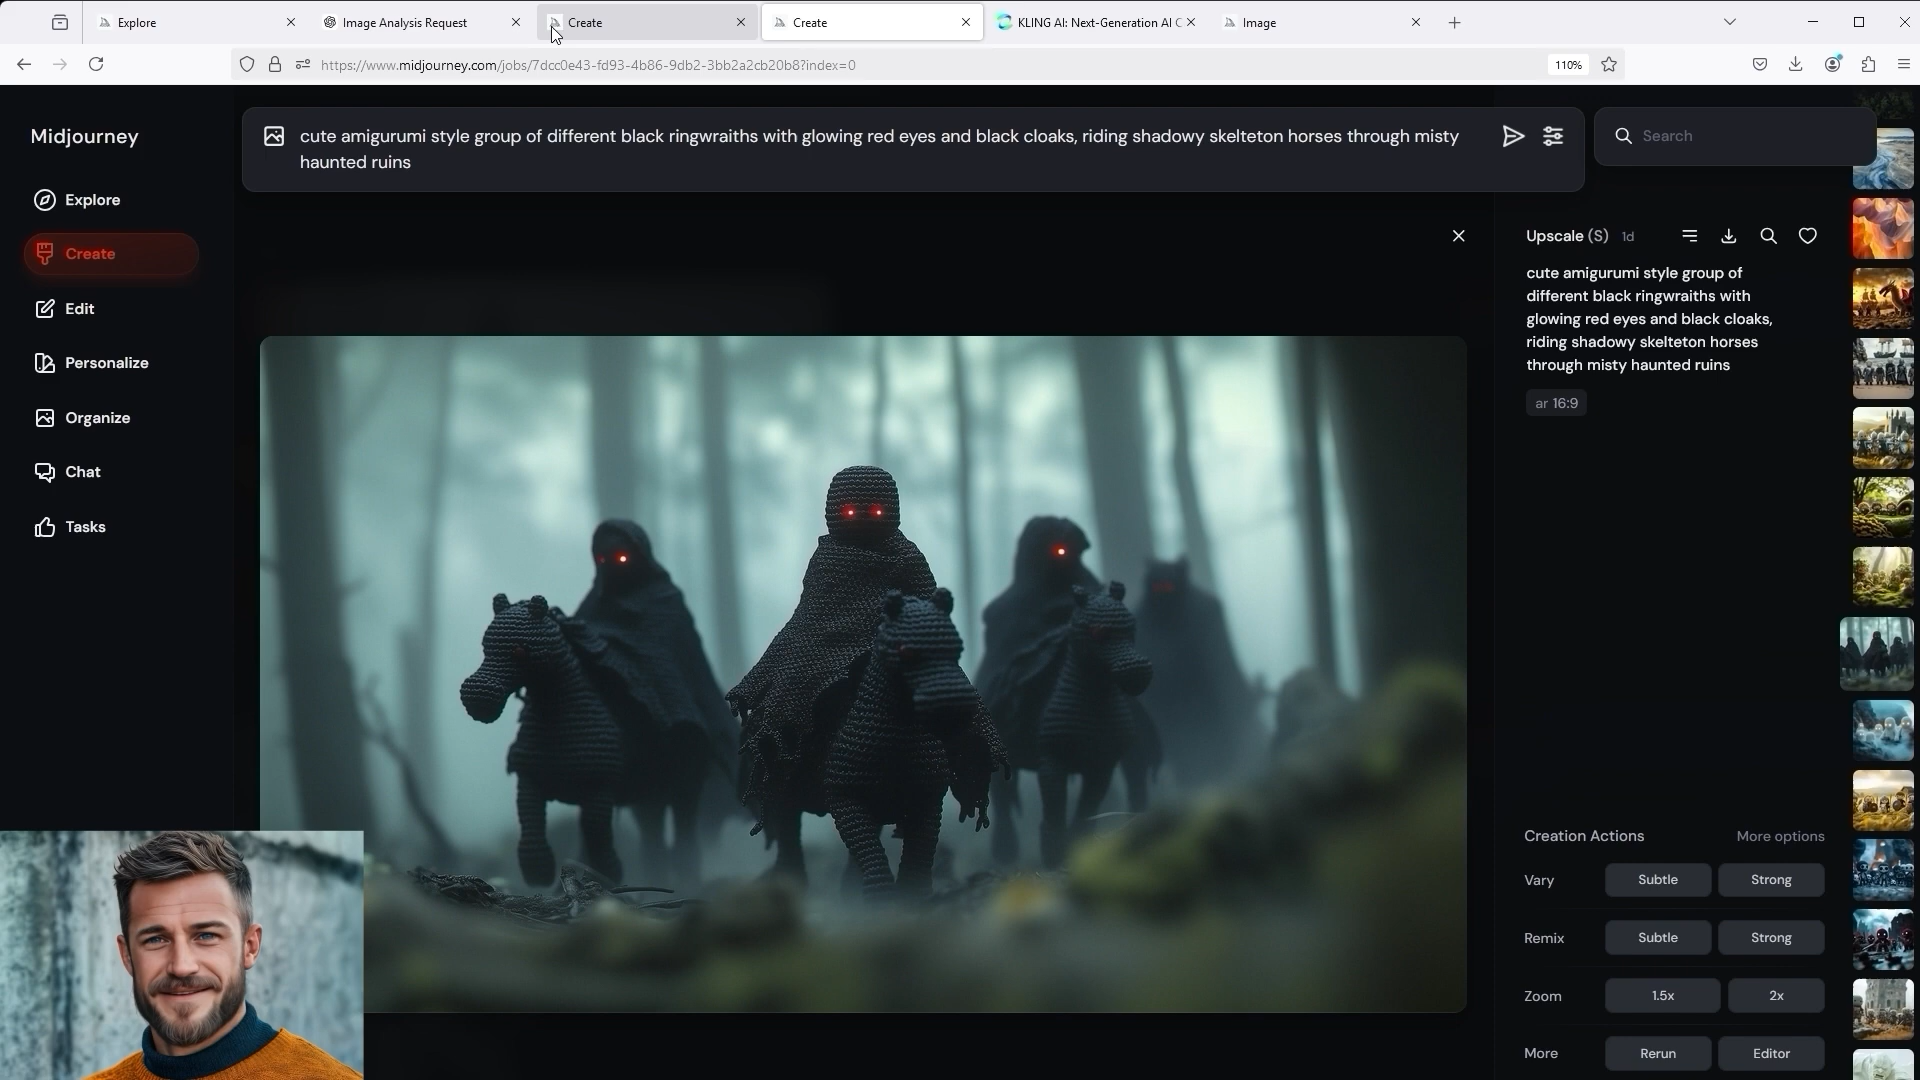 Explore
Image Analysis Request
Create
Create
KLING AI: Next-Generation AI C
Image
https://www.midjourney.com/jobs/7dcc0e43-fd93-4b86-9db2-3bb2a2cb20b8?index=0
110%
Midjourney
cute amigurumi style group of different black ringwraiths with glowing red eyes and black cloaks, riding shadowy skelteton horses through misty
haunted ruins
Search
Explore
Create
Edit
Personalize
Organize
Chat
Tasks
Upscale (S) 1d
cute amigurumi style group of
different black ringwraiths with
glowing red eyes and black cloaks,
riding shadowy skelteton horses
through misty haunted ruins
ar 16:9
Creation Actions More options
Vary Subtle Strong
Remix Subtle Strong
Zoom 1.5x 2x
More Rerun Editor